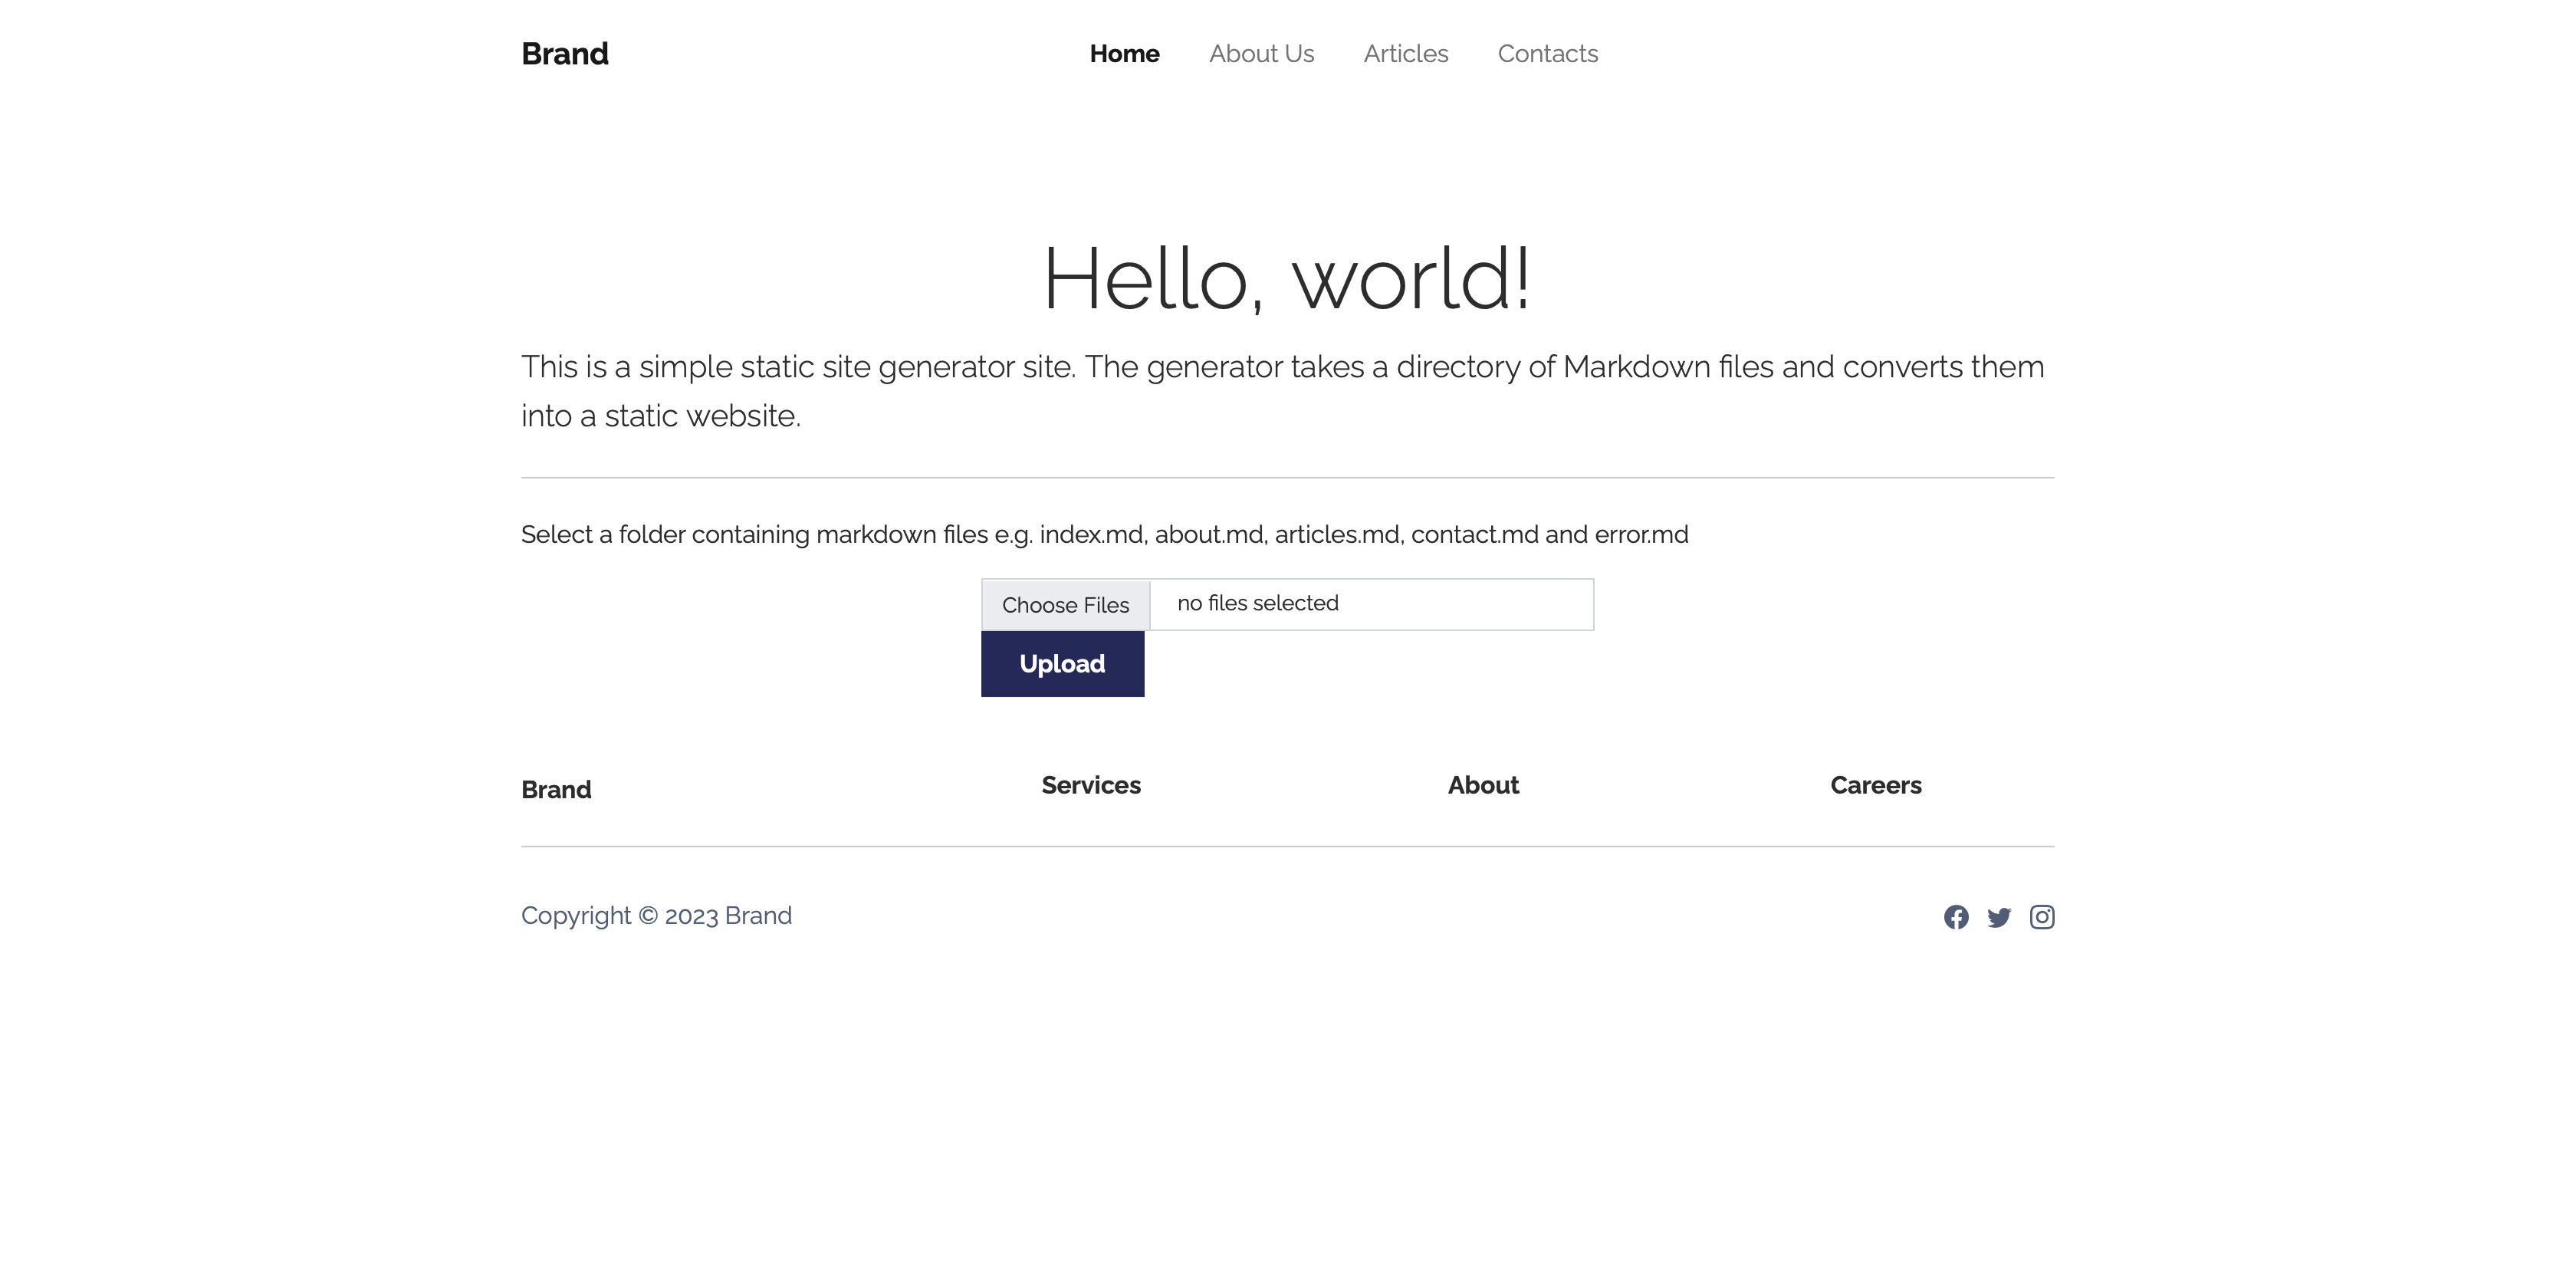 Brand
Home About Us Articles Contacts
Hello, world!
This is a simple static site generator site. The generator takes a directory of Markdown files and converts them
into a static website.
Select a folder containing markdown files e.g. index.md, about.md, articles.md, contact.md and error.md
Choose Files no files selected
Upload
Brand Services About Careers
Copyright © 2023 Brand